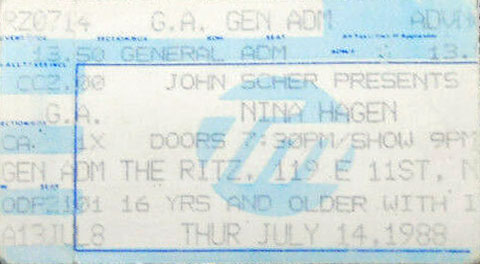 RZ0714 G.A. GEN ADM ADV
13.50 GENERAL ADM 13.
CC2.00 JOHN SCHER PRESENTS
G.A. NINA HAGEN
CA 1X DOORS 7:30PM/SHOW 9PM
GEN ADM THE RITZ, 119 E 11ST, N
ODP2101 16 YRS AND OLDER WITH I
A13JUL8 THUR JULY 14,1988